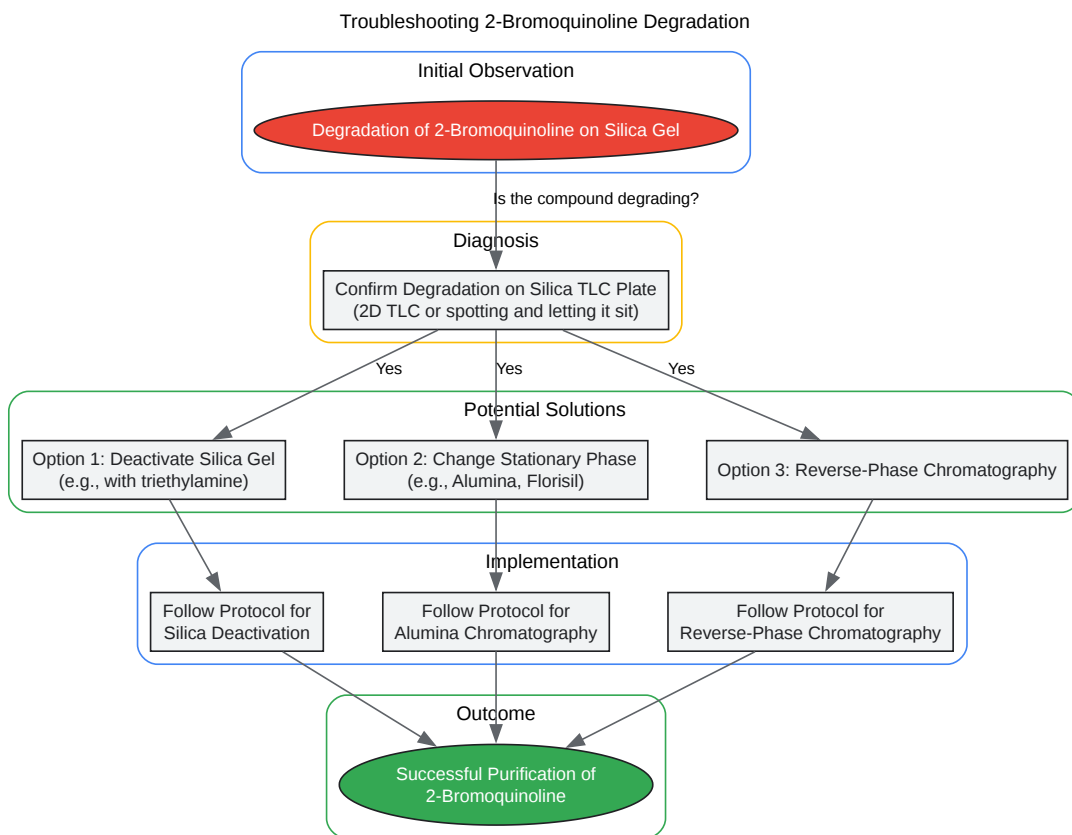 Troubleshooting 2-Bromoquinoline Degradation
Initial Observation
Degradation of 2-Bromoquinoline on Silica Gel
Is the compound degrading?
Diagnosis
Confirm Degradation on Silica TLC Plate
(2D TLC or spotting and letting it sit)
Yes
Yes
Yes
Potential Solutions
Option 1: Deactivate Silica Gel
(e.g., with triethylamine)
Option 2: Change Stationary Phase
(e.g., Alumina, Florisil)
Option 3: Reverse-Phase Chromatography
Implementation
Follow Protocol for
Silica Deactivation
Follow Protocol for
Alumina Chromatography
Follow Protocol for
Reverse-Phase Chromatography
Outcome
Successful Purification of
2-Bromoquinoline